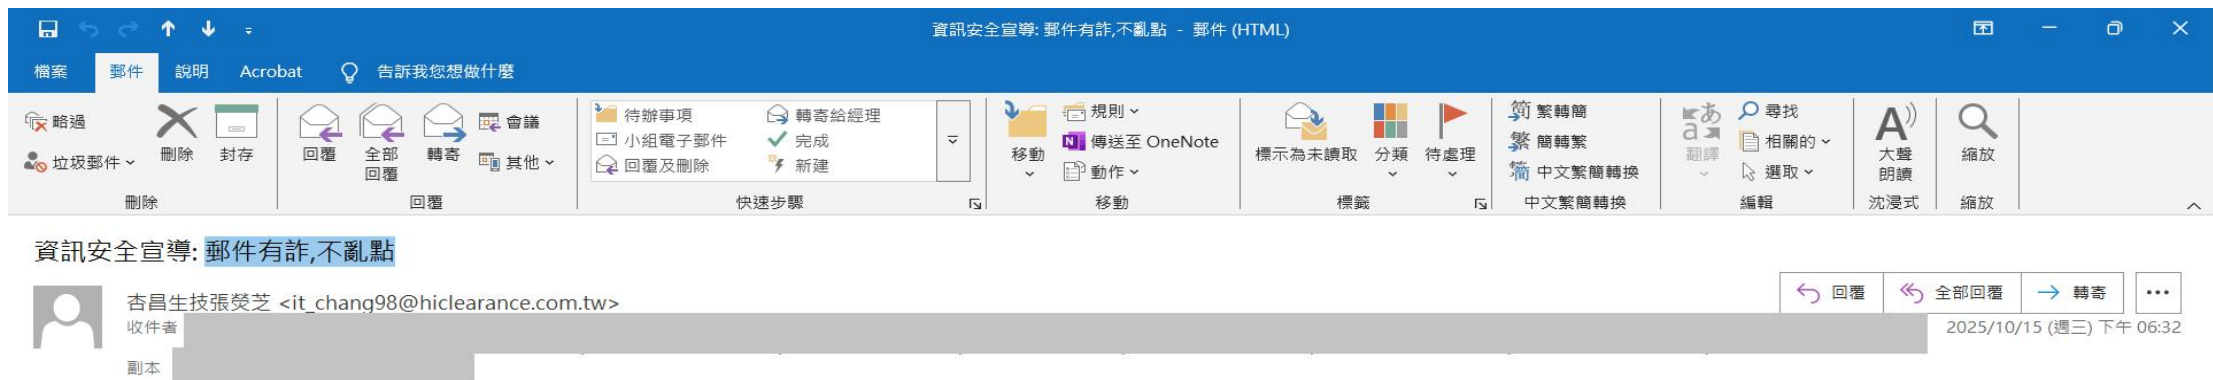 資訊安全宣導: 郵件有詐,不亂點 - 郵件 (HTML)
檔案 郵件 說明 Acrobat 告訴我您想做什麼
略過
垃圾郵件
刪除
封存
刪除
回覆
全部回覆
轉寄
會議
其他
回覆
待辦事項 轉寄給經理
小組電子郵件 完成
回覆及刪除 新建
快速步驟
移動
規則
傳送至 OneNote
動作
移動
標示為未讀取
分類
待處理
標籤
繁轉簡
簡轉繁
中文繁簡轉換
中文繁簡轉換
翻譯
尋找
相關的
選取
編輯
大聲朗讀
沈浸式
縮放
縮放
資訊安全宣導: 郵件有詐,不亂點
杏昌生技張熒芝 <it_chang98@hiclearance.com.tw>
回覆 全部回覆 轉寄
收件者
2025/10/15 (週三) 下午 06:32
副本